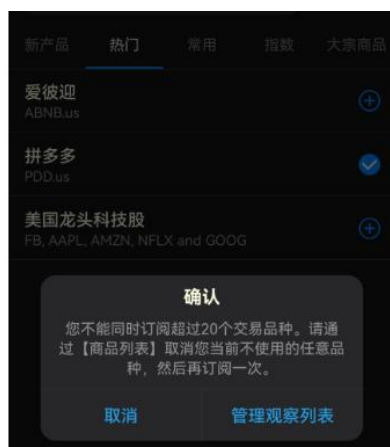 新产品 热门 常用 指数 大宗商品
爱彼迎
ABNB.us
拼多多
PDD.us
美国龙头科技股
FB, AAPL, AMZN, NFLX and GOOG
确认
您不能同时订阅超过20个交易品种。请通
过【商品列表】取消您当前不使用的任意品
种，然后再订阅一次。
取消 管理观察列表